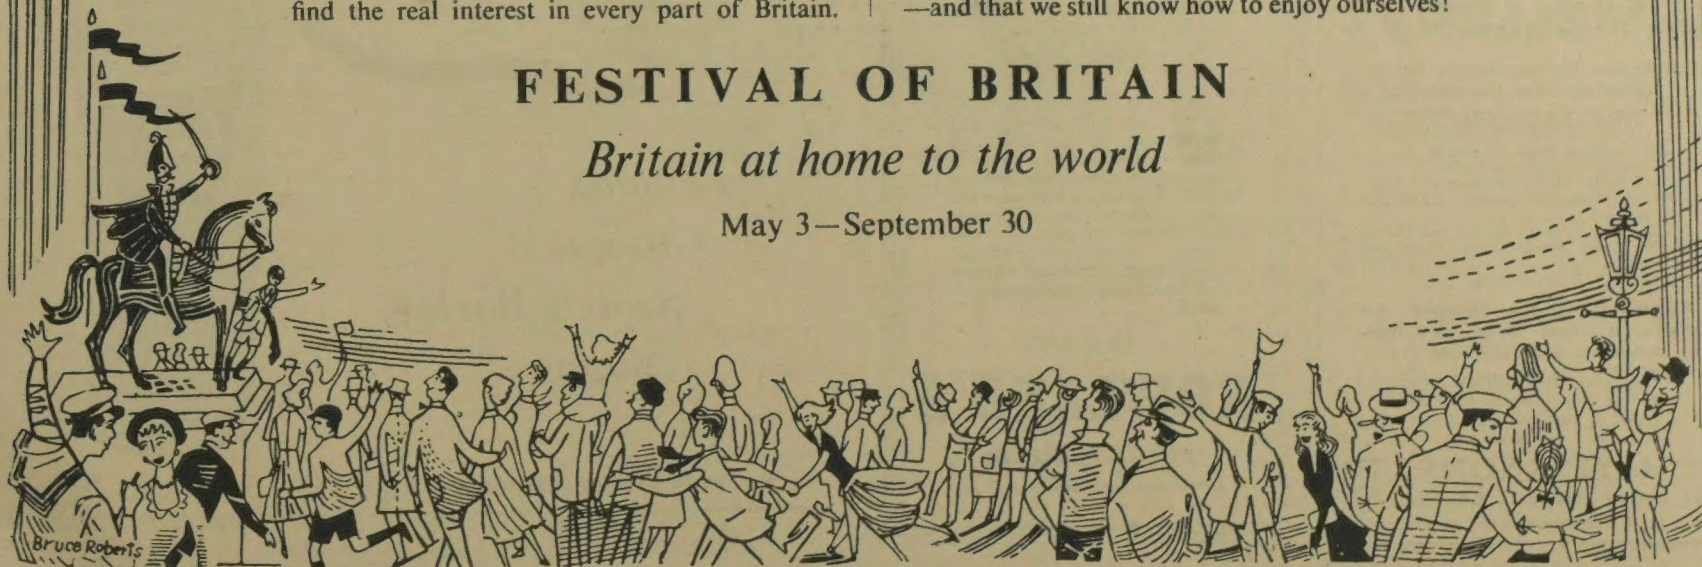 find the real interest in every part of Britain.
—and that we still know how to enjoy ourselves!
FESTIVAL OF BRITAIN
Britain at home to the world
May 3—September 30
Bruce Roberts